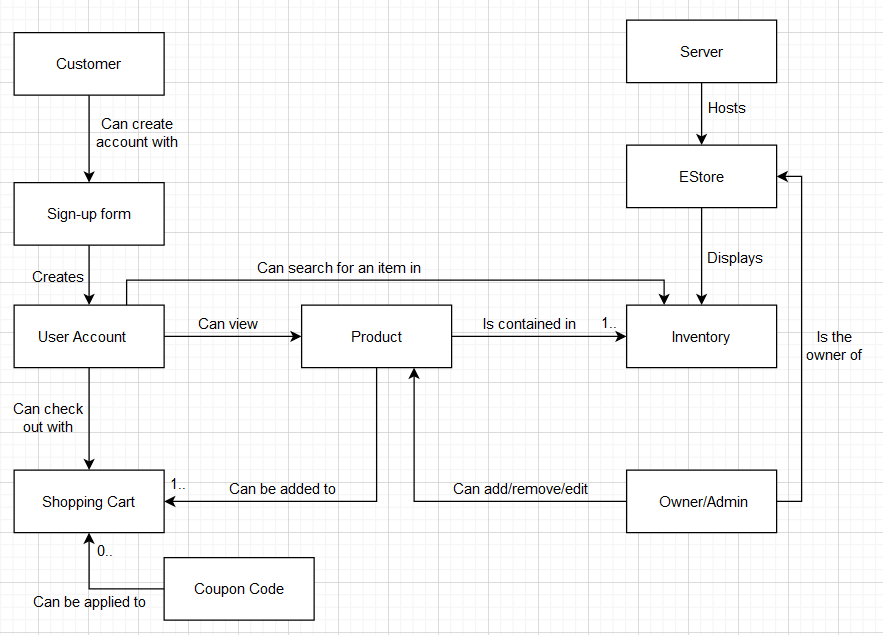 Customer
Server
Can create
account with
Hosts
Sign-up form
EStore
Creates
Can search for an item in
Displays
User Account
Can view
Product
Is contained in
1..
Inventory
Is the
owner of
Can check
out with
Shopping Cart
1..
Can be added to
Can add/remove/edit
Owner/Admin
0..
Can be applied to
Coupon Code